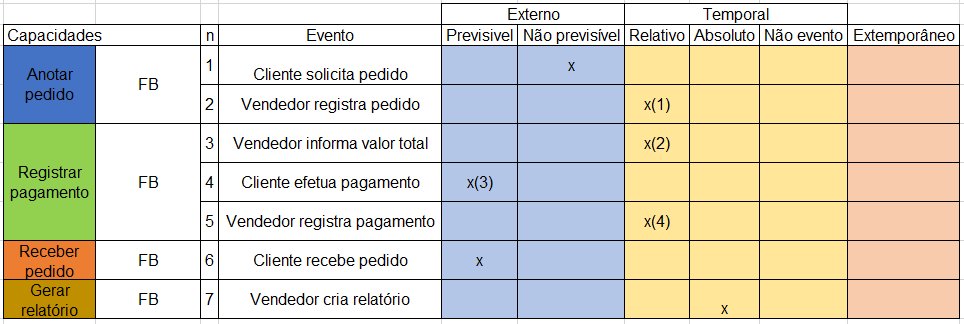 Externo Temporal
Capacidades n Evento Previsivel Não previsível Relativo Absoluto Não evento Extemporâneo
Anotar pedido FB 1 Cliente solicita pedido x
2 Vendedor registra pedido x(1)
Registrar pagamento FB 3 Vendedor informa valor total x(2)
4 Cliente efetua pagamento x(3)
5 Vendedor registra pagamento x(4)
Receber pedido FB 6 Cliente recebe pedido x
Gerar relatório FB 7 Vendedor cria relatório x